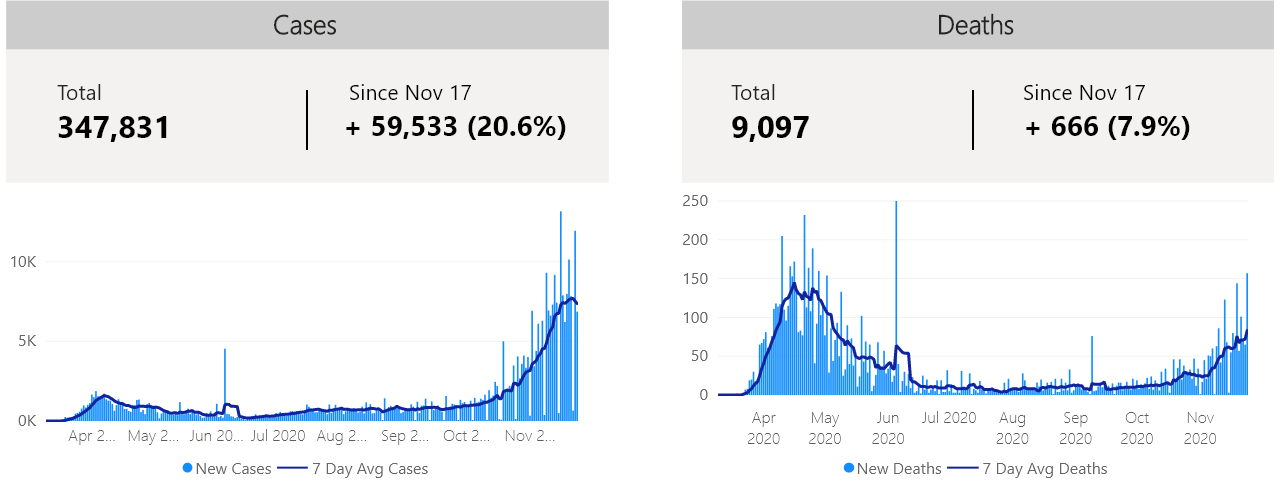 Cases
Total
347,831
Since Nov 17
+ 59,533 (20.6%)
10K
5K
0K
Apr 2... May 2... Jun 20... Jul 2020 Aug 2... Sep 2... Oct 2... Nov 2...
New Cases 7 Day Avg Cases
Deaths
Total
9,097
Since Nov 17
+ 666 (7.9%)
250
200
150
100
50
0
Apr 2020
May 2020
Jun 2020
Jul 2020
Aug 2020
Sep 2020
Oct 2020
Nov 2020
New Deaths 7 Day Avg Deaths